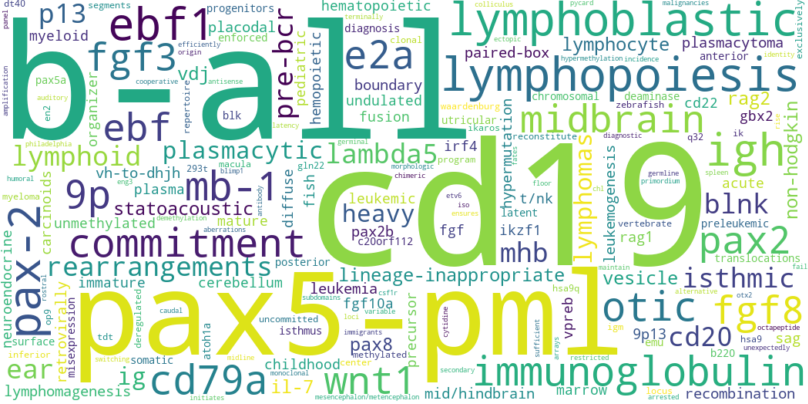 dt40
segments
hematopoietic
p13
ebf1
progenitors
lymphoblastic
pycard
colliculus
malignancies
exclusively
panel
myeloid
placodal
enforced
terminally
ectopic
identity
b-all
fgf3
pre-bcr
diagnosis
clonal
lymphocyte
plasmacytoma
efficiently
origin
pediatric
hemopoietic
e2a
paired-box
anterior
hypermethylation
incidence
amplification
pax5a
auditory
en2
organizer
vdj
cooperative
antisense
boundary
lymphopoiesis
repertoire
undulated
waardenburg
chromosomal
deaminase
cd22
rag2
philadelphia
ebf
blk
latency
fusion
utricular
zebrafish
gbx2
ikaros
midbrain
non-hodgkin
germinal
reconstitute
diagnostic
q32
ik
rise
lymphoid
plasmacytic
lambda5
irf4
hypermutation
igh
humoral
vh-to-dhjh
293t
macula
gln22
morphologic
program
fates
floor
myeloma
9p
mb-1
blimp1
diffuse
fish
chimeric
leukemic
t/nk
chl
lymphomas
leukemogenesis
spleen
germline
primordium
acute
pax-2
carcinoids
plasma
eng3
antibody
etv6
iso
cd19
statoacoustic
heavy
latent
vertebrate
preleukemic
blnk
unmethylated
mature
demethylation
aberrations
pax2b
c20orf112
fgf
ensures
ikzf1
rag1
pax2
commitment
mhb
translocations
fail
neuroendocrine
rearrangements
posterior
lineage-inappropriate
vesicle
isthmic
maintain
alternative
otx2
rostral
op9
immature
cerebellum
leukemia
csf1r
hsa9q
subdomains
fgf10a
variable
precursor
vpreb
otic
fgf8
octapeptide
caudal
deregulated
uncommitted
isthmus
loci
immigrants
cytidine
sufficient
9p13
cd20
hsa9
unexpectedly
surface
retrovirally
misexpression
pax5-pml
tdt
atoh1a
pax8
methylated
arrays
ighj
emu
sag
inferior
ear
ig
switching
somatic
midline
childhood
center
restricted
b220
cd79a
monoclonal
il-7
wnt1
secondary
immunoglobulin
lymphomagenesis
initiates
mesencephalon/metencephalon
mid/hindbrain
marrow
locus
arrested
recombination